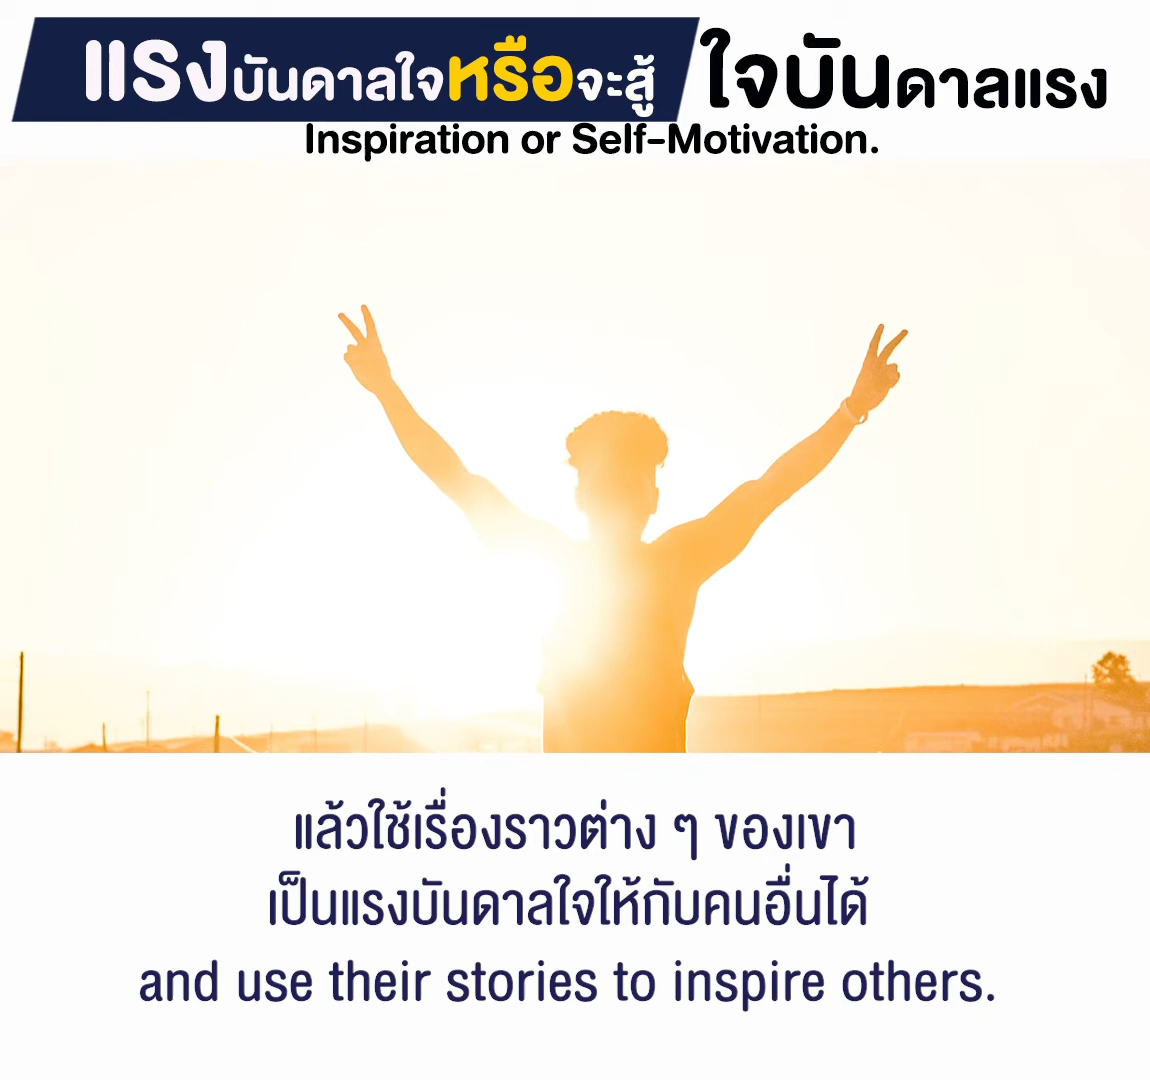 แรงบันดาลใจหรือจะสู้ ใจบันดาลแรง
Inspiration or Self-Motivation.
แล้วใช้เรื่องราวต่าง ๆ ของเขา
เป็นแรงบันดาลใจให้กับคนอื่นได้
and use their stories to inspire others.